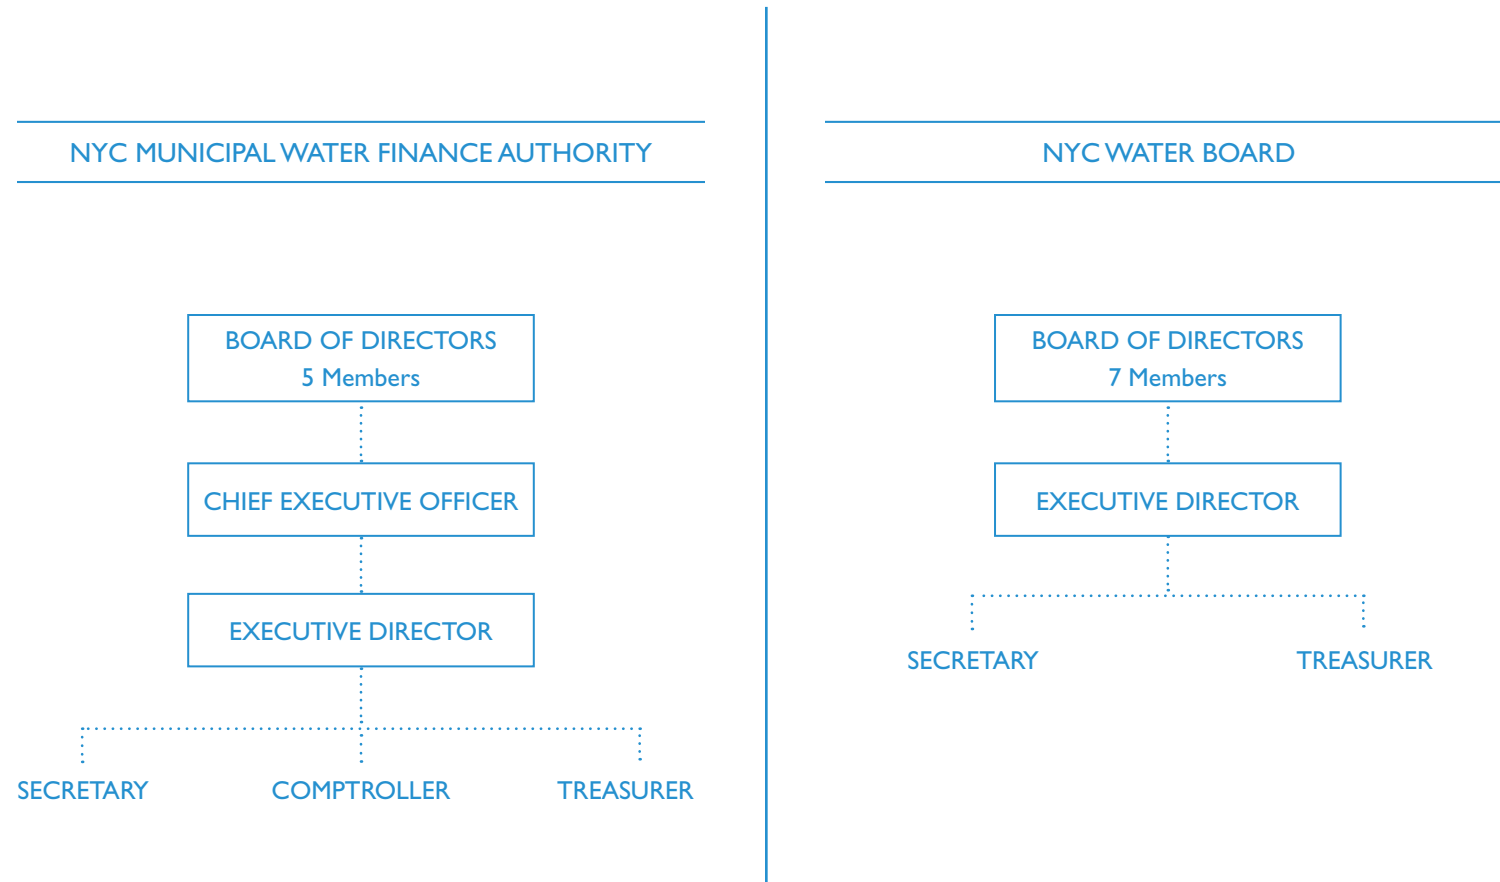 NYC MUNICIPAL WATER FINANCE AUTHORITY
BOARD OF DIRECTORS
5 Members
CHIEF EXECUTIVE OFFICER
EXECUTIVE DIRECTOR
SECRETARY
COMPTROLLER
TREASURER
NYC WATER BOARD
BOARD OF DIRECTORS
7 Members
EXECUTIVE DIRECTOR
SECRETARY
TREASURER